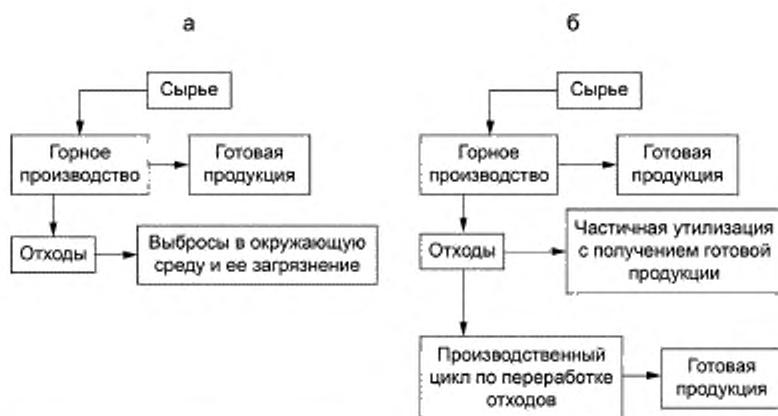 а
Сырье
Горное
производство
Готовая
продукция
Отходы
Выбросы в окружающую
среду и ее загрязнение
б
Сырье
Горное
производство
Готовая
продукция
Отходы
Частичная утилизация
с получением готовой
продукции
Производственный
цикл по переработке
отходов
Готовая
продукция